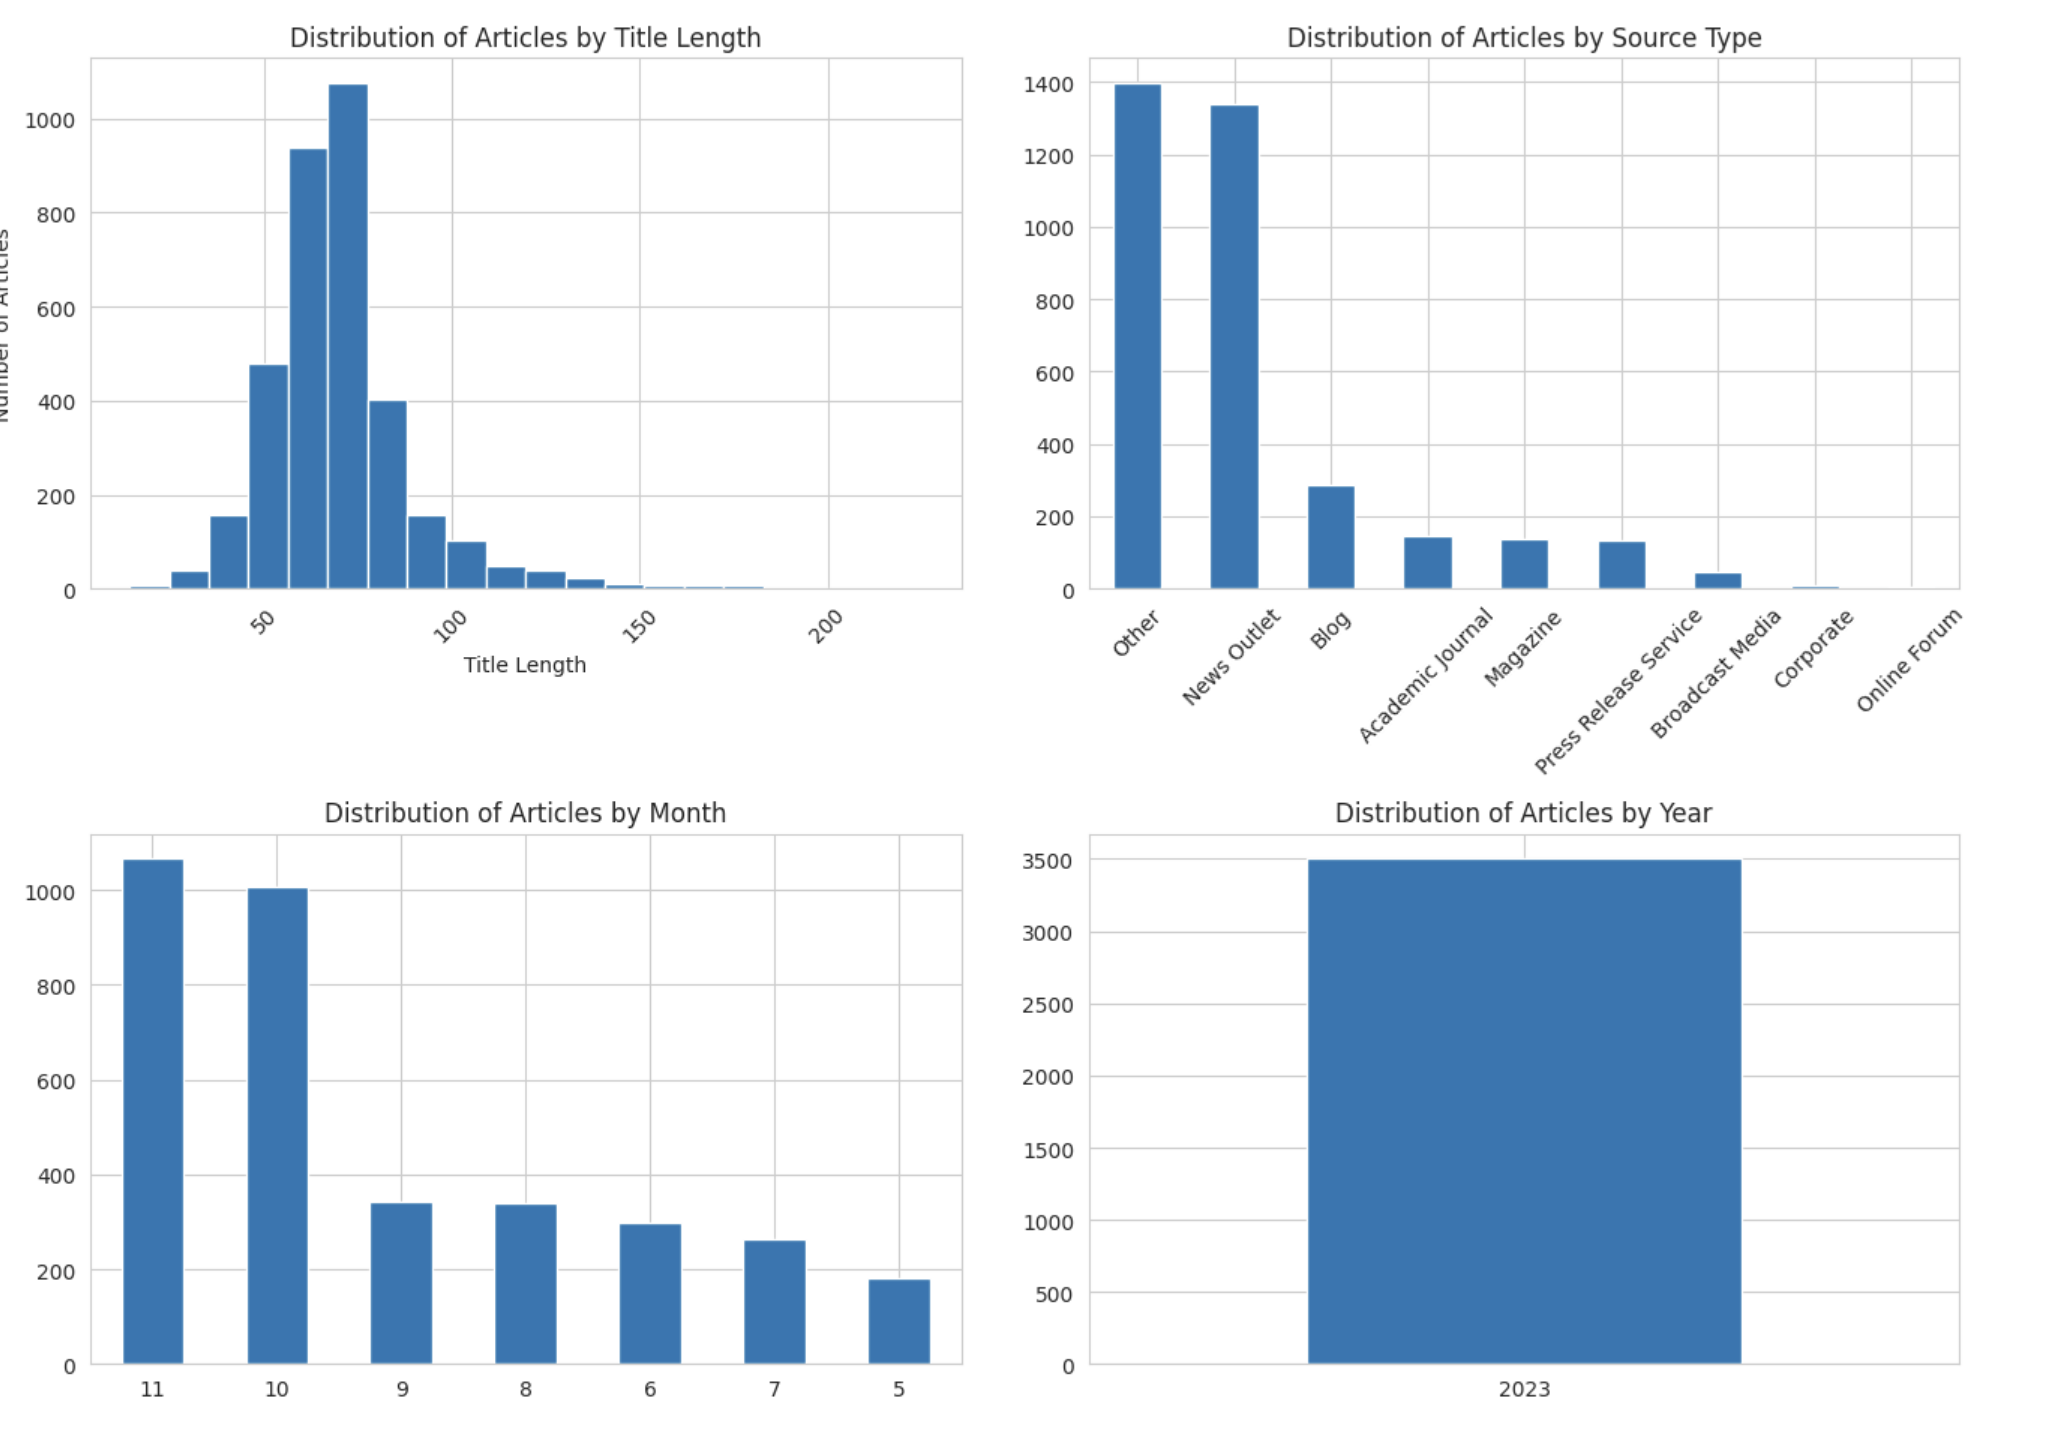 Distribution of Articles by Title Length
1000
800
600
400
200
0
Number of Articles
50
100
150
200
Title Length
Distribution of Articles by Source Type
1400
1200
1000
800
600
400
200
0
Other
News Outlet
Blog
Academic Journal
Magazine
Press Release Service
Broadcast Media
Corporate
Online Forum
Distribution of Articles by Month
1000
800
600
400
200
0
11
10
9
8
6
7
5
Distribution of Articles by Year
3500
3000
2500
2000
1500
1000
500
0
2023